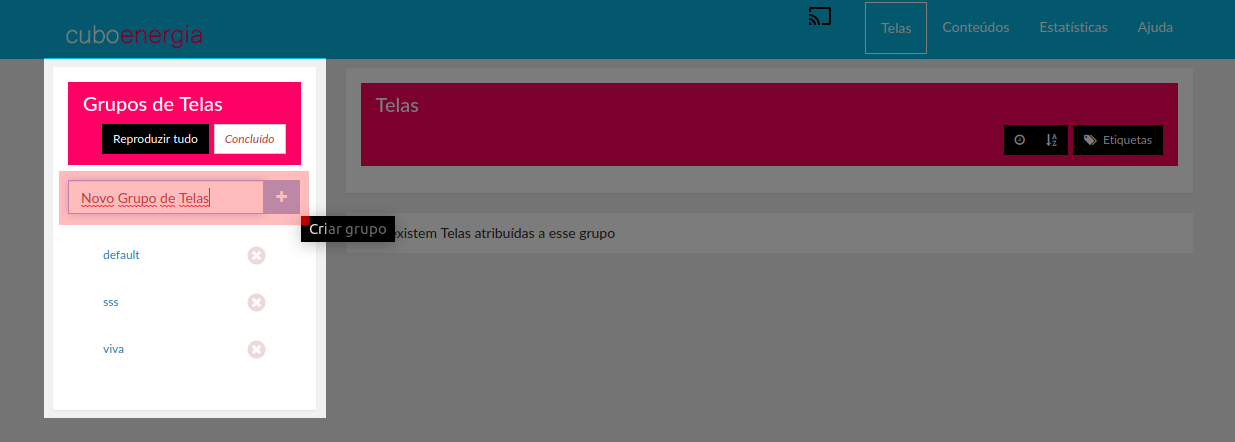 cuboenergia
Telas Conteúdos Estatísticas Ajuda
Grupos de Telas
Reproduzir tudo Concluído
Novo Grupo de Telas
Criar grupo
default
sss
viva
Telas
Etiquetas
existem Telas atribuídas a esse grupo